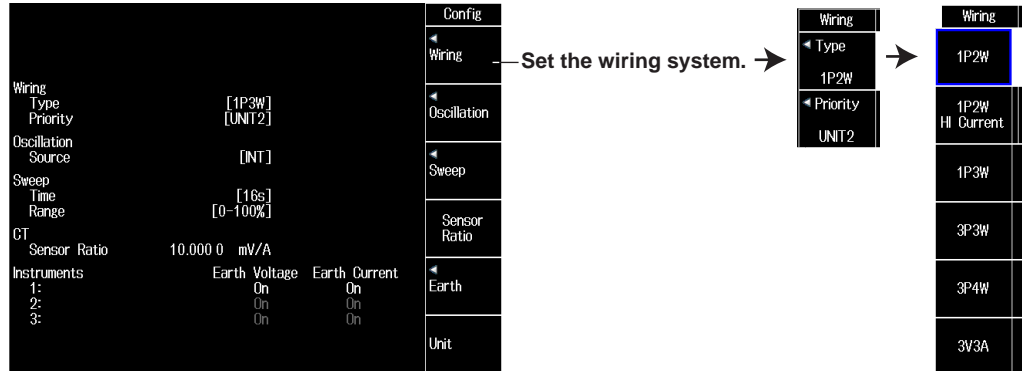 Config
Wiring
Set the wiring system.
Wiring
Type [1P3W]
Priority [UNIT2]
Oscillation
Source [INT]
Sweep
Time [16s]
Range [0-100%]
CT
Sensor Ratio 10.000 0 mV/A
Instruments Earth Voltage Earth Current
1: On On
2: On On
3: On On
Oscillation
Sweep
Sensor
Ratio
Earth
Unit
Wiring
Type
1P2W
Priority
UNIT2
Wiring
1P2W
1P2W
HI Current
1P3W
3P3W
3P4W
3V3A